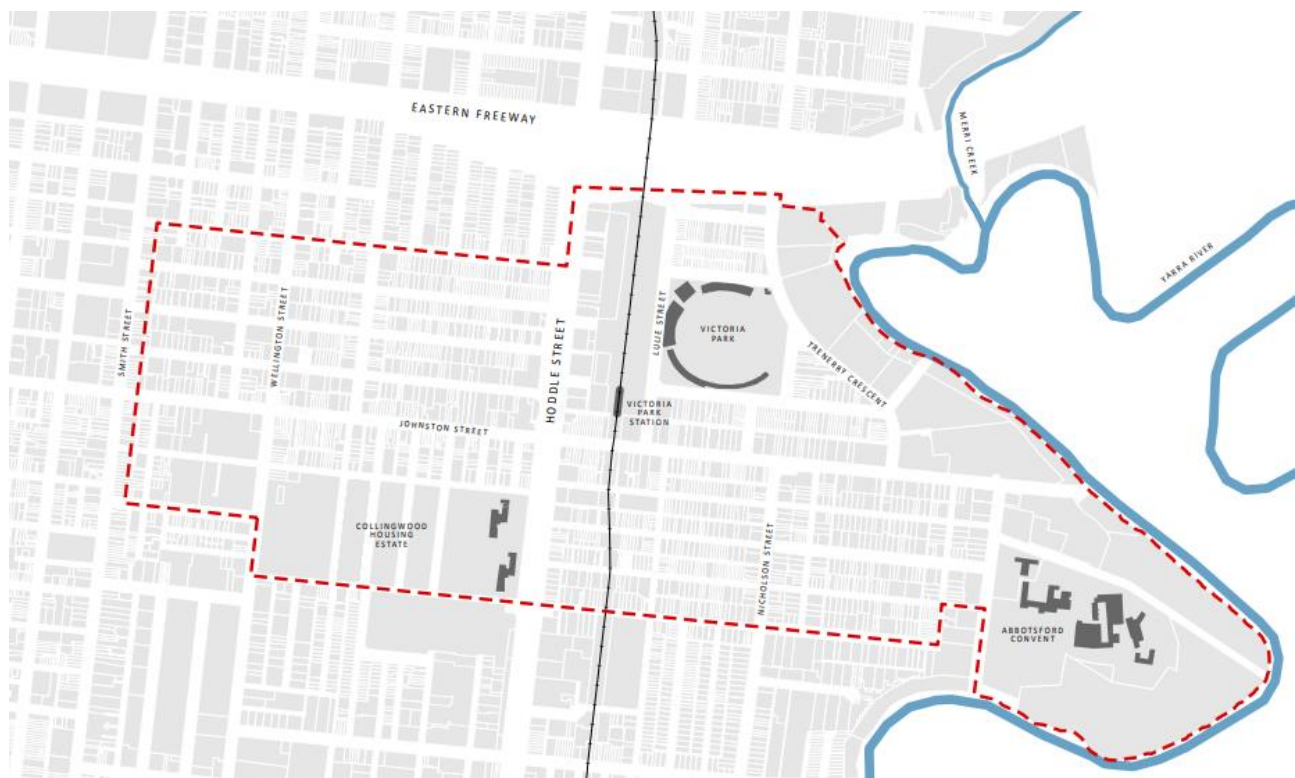 EASTERN FREEWAY
MERRI CREEK
YARRA RIVER
SMITH STREET
WELLINGTON STREET
HODDLE STREET
LULIE STREET
VICTORIA
PARK
TRENERRY CRESCENT
VICTORIA
PARK
STATION
JOHNSTON STREET
COLLINGWOOD
HOUSING
ESTATE
NICHOLSON STREET
ABBOTSFORD
CONVENT